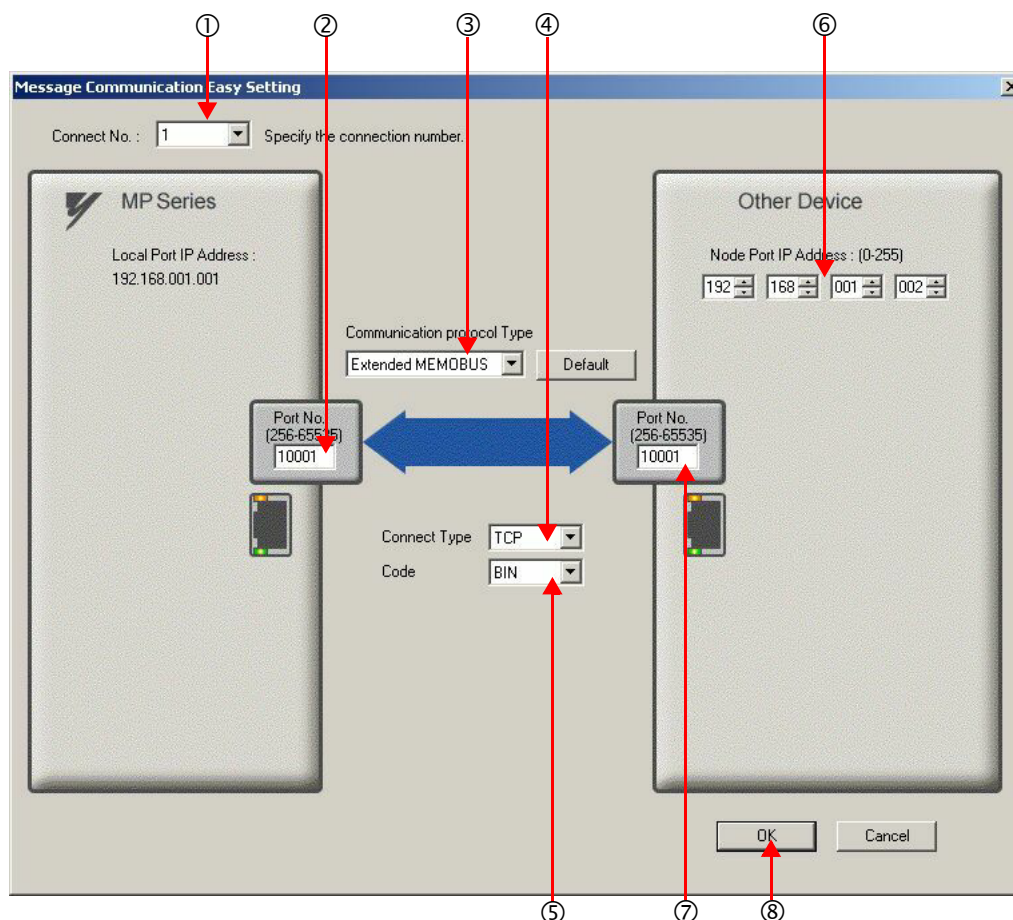 ① ② ③ ④ ⑥
Message Communication Easy Setting
Connect No. : 1 Specify the connection number.
MP Series
Local Port IP Address :
192.168.001.001
Other Device
Node Port IP Address : (0-255)
192 168 001 002
Communication protocol Type
Extended MEMOBUS Default
Port No.
(256-65535)
10001
Port No.
(256-65535)
10001
Connect Type TCP
Code BIN
OK Cancel
⑤ ⑦ ⑧